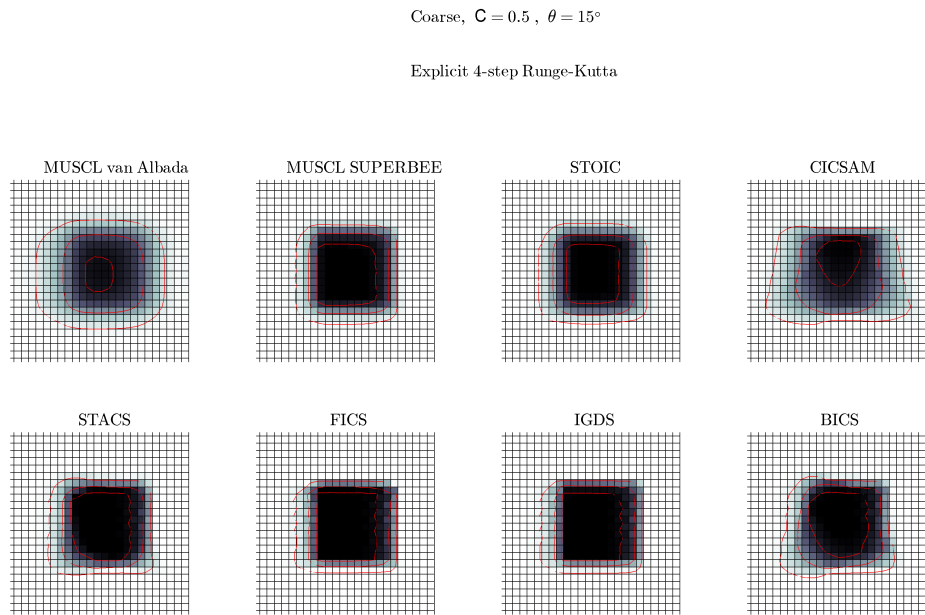 Coarse, C = 0.5 , θ = 15°
Explicit 4-step Runge-Kutta
MUSCL van Albada
MUSCL SUPERBEE
STOIC
CICSAM
STACS
FICS
IGDS
BICS